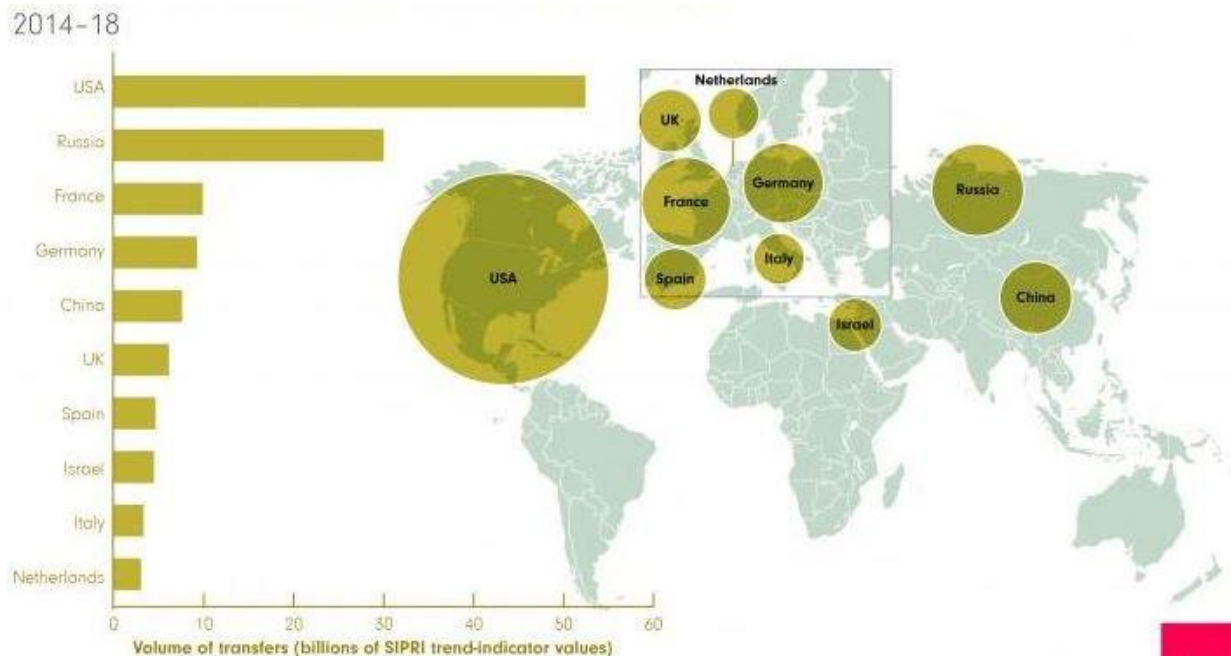 2014–18
USA
Russia
France
Germany
China
UK
Spain
Israel
Italy
Netherlands
0 10 20 30 40 50 60
Volume of transfers (billions of SIPRI trend-indicator values)
Netherlands
UK
Germany
France
Russia
Italy
USA
Spain
China
Israel